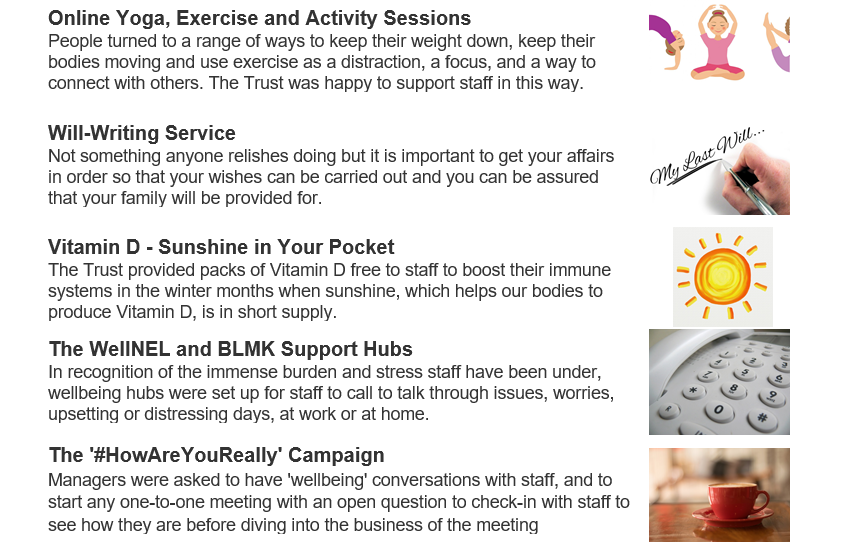 Online Yoga, Exercise and Activity Sessions
People turned to a range of ways to keep their weight down, keep their
bodies moving and use exercise as a distraction, a focus, and a way to
connect with others. The Trust was happy to support staff in this way.
Will-Writing Service
Not something anyone relishes doing but it is important to get your affairs
in order so that your wishes can be carried out and you can be assured
that your family will be provided for.
My Last Will...
Vitamin D - Sunshine in Your Pocket
The Trust provided packs of Vitamin D free to staff to boost their immune
systems in the winter months when sunshine, which helps our bodies to
produce Vitamin D, is in short supply.
The WellNEL and BLMK Support Hubs
In recognition of the immense burden and stress staff have been under,
wellbeing hubs were set up for staff to call to talk through issues, worries,
upsetting or distressing days, at work or at home.
* 0 #
8
The '#HowAreYouReally' Campaign
Managers were asked to have 'wellbeing' conversations with staff, and to
start any one-to-one meeting with an open question to check-in with staff to
see how they are before diving into the business of the meeting